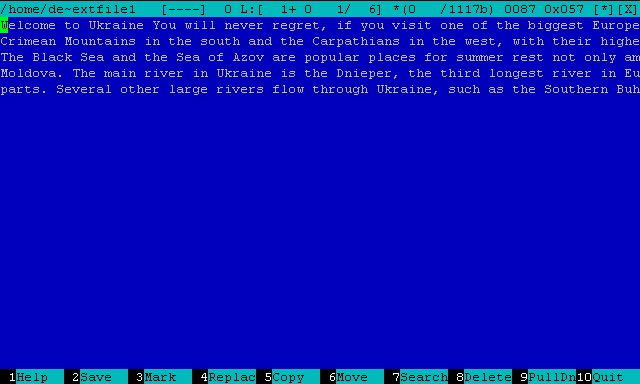 /home/de~extfile1 [----] 0 L:[ 1+ 0 1/ 6] *(0 /1117b) 0087 0x057 [*][X]
Welcome to Ukraine You will never regret, if you visit one of the biggest Europe
Crimean Mountains in the south and the Carpathians in the west, with their highe
The Black Sea and the Sea of Azov are popular places for summer rest not only am
Moldova. The main river in Ukraine is the Dnieper, the third longest river in Eu
parts. Several other large rivers flow through Ukraine, such as the Southern Buh
1Help 2Save 3Mark 4Replac 5Copy 6Move 7Search 8Delete 9PullDn 10Quit